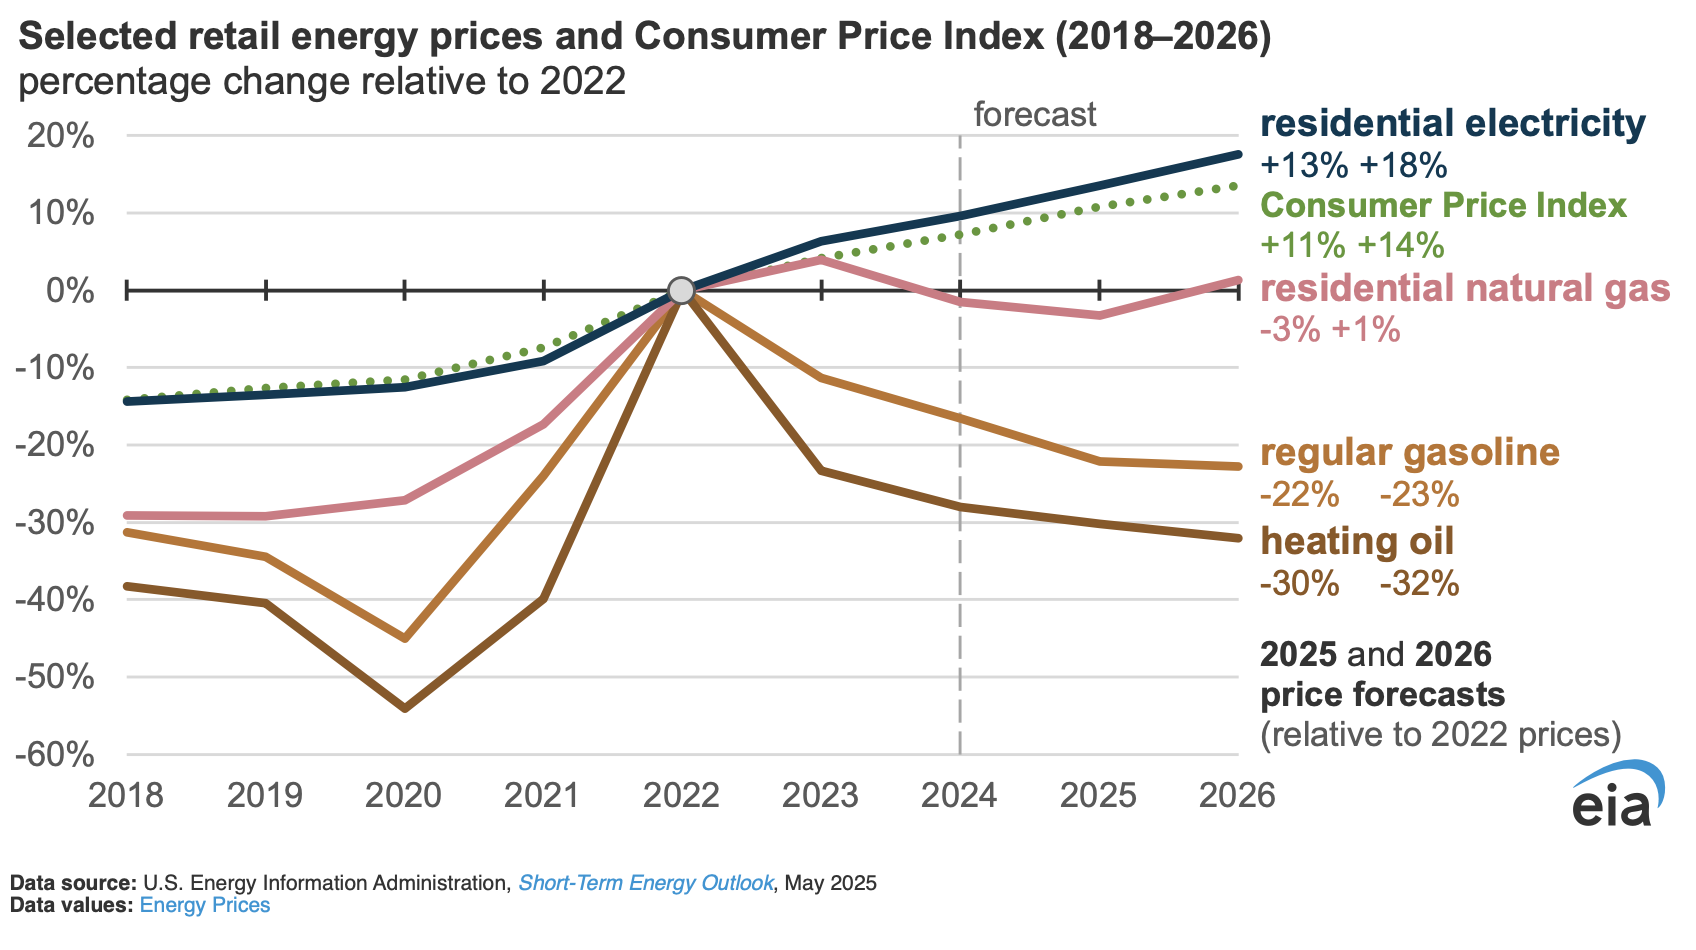 Selected retail energy prices and Consumer Price Index (2018–2026)
percentage change relative to 2022
forecast
20%
10%
0%
-10%
-20%
-30%
-40%
-50%
-60%
2018 2019 2020 2021 2022 2023 2024 2025 2026
residential electricity
+13% +18%
Consumer Price Index
+11% +14%
residential natural gas
-3% +1%
regular gasoline
-22% -23%
heating oil
-30% -32%
2025 and 2026
price forecasts
(relative to 2022 prices)
eia
Data source: U.S. Energy Information Administration, Short-Term Energy Outlook, May 2025
Data values: Energy Prices